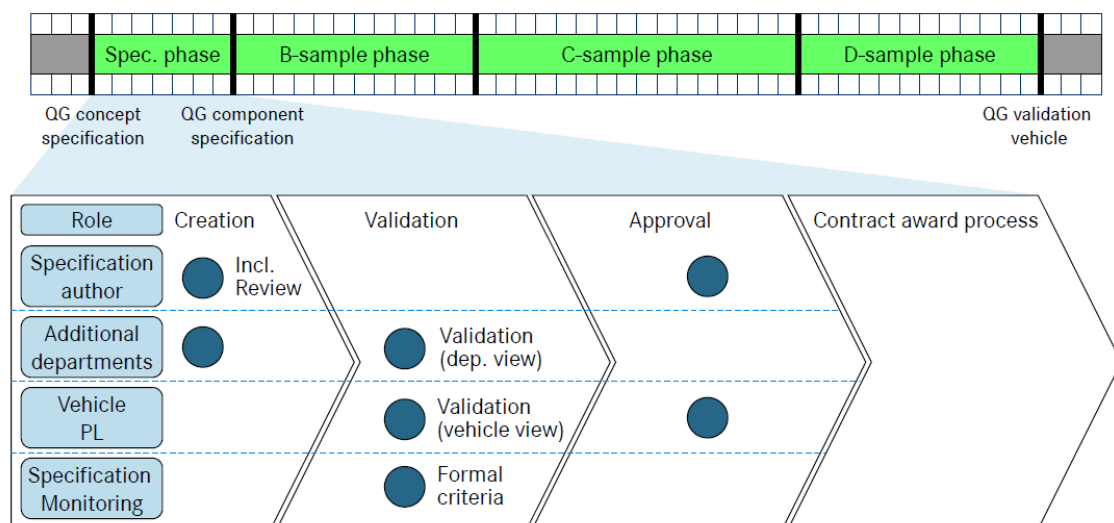 Spec. phase
B-sample phase
C-sample phase
D-sample phase
QG concept
specification
QG component
specification
QG validation
vehicle
Role
Creation
Validation
Approval
Contract award process
Specification
author
Incl.
Review
Additional
departments
Validation
(dep. view)
Vehicle
PL
Validation
(vehicle view)
Specification
Monitoring
Formal
criteria